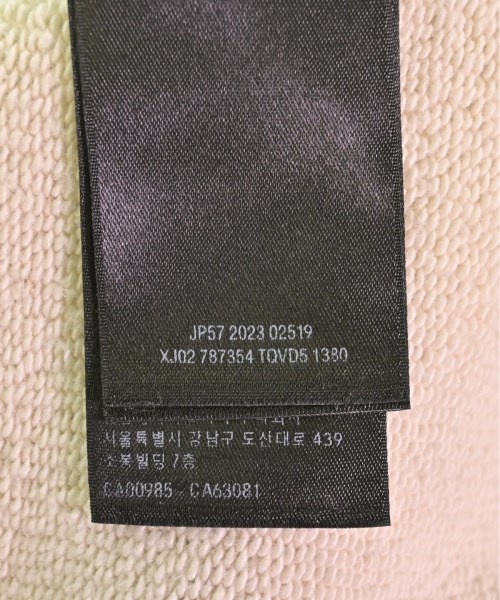 JP57 2023 02519
XJ02 787354 TQVD5 1380
서울특별시 강남구 도산대로 439
소봉빌딩 7층
CA00985 - CA63081